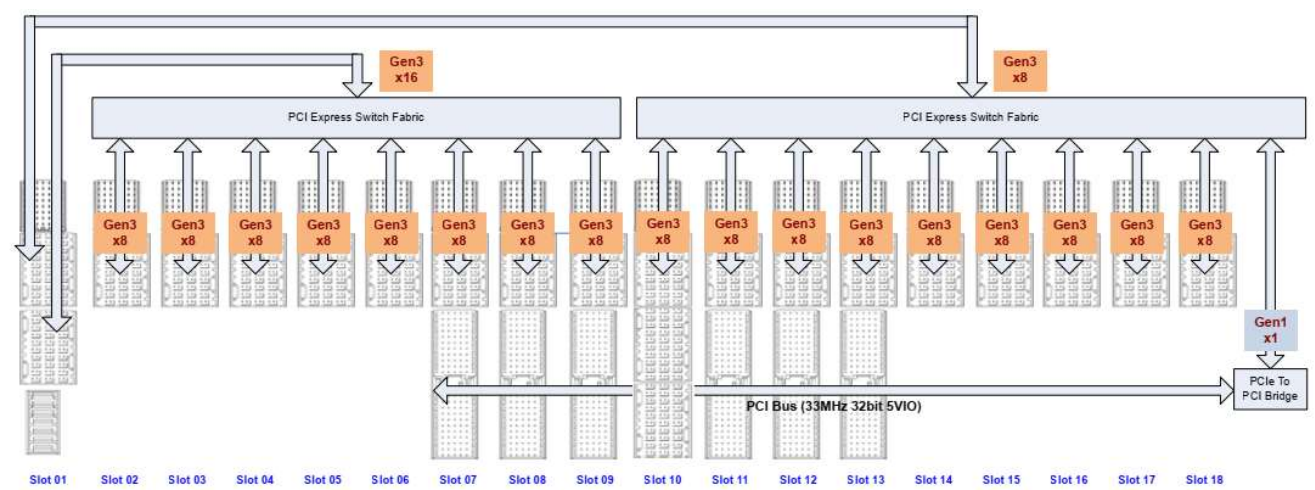 Gen3
x16
Gen3
x8
PCI Express Switch Fabric
PCI Express Switch Fabric
Gen3
x8
Gen3
x8
Gen3
x8
Gen3
x8
Gen3
x8
Gen3
x8
Gen3
x8
Gen3
x8
Gen3
x8
Gen3
x8
Gen3
x8
Gen3
x8
Gen3
x8
Gen3
x8
Gen3
x8
Gen3
x8
Gen3
x8
Gen1
x1
PCIe To
PCI Bridge
PCI Bus (33MHz 32bit 5VIO)
Slot 01
Slot 02
Slot 03
Slot 04
Slot 05
Slot 06
Slot 07
Slot 08
Slot 09
Slot 10
Slot 11
Slot 12
Slot 13
Slot 14
Slot 15
Slot 16
Slot 17
Slot 18